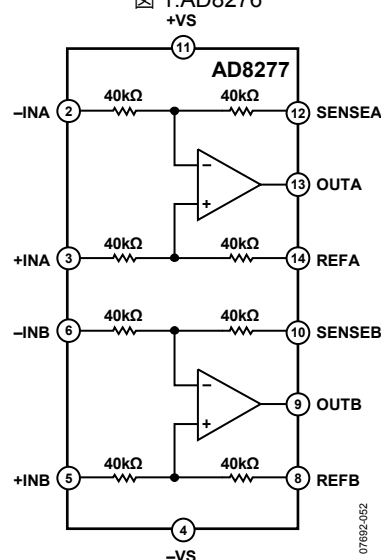 図 1.AD8276
+VS
11
AD8277
40kΩ 40kΩ
–INA 2 12 SENSEA
–
13 OUTA
+
40kΩ 40kΩ
+INA 3 14 REFA
40kΩ 40kΩ
–INB 6 10 SENSEB
–
9 OUTB
+
40kΩ 40kΩ
+INB 5 8 REFB
4
–VS
07692-052